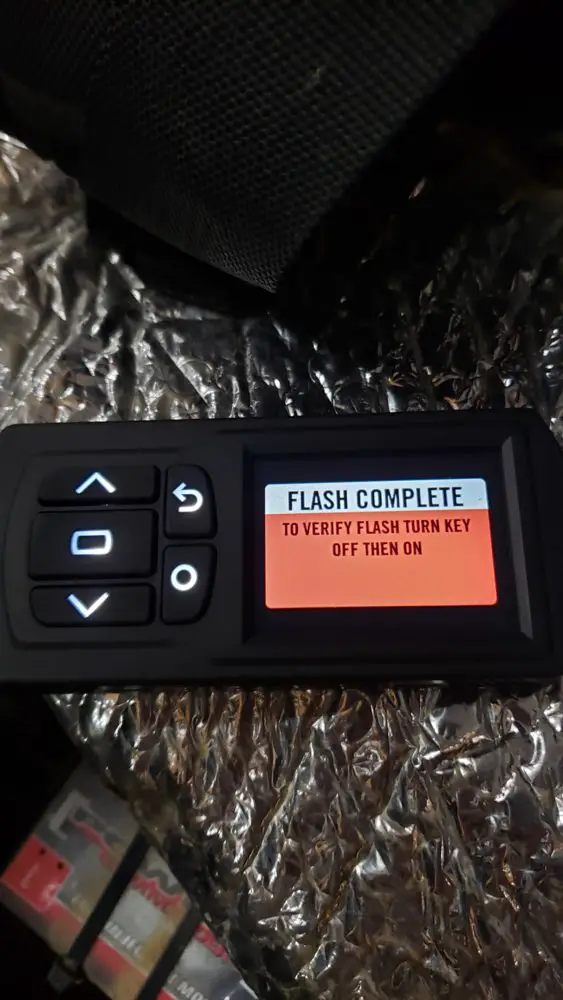 FLASH COMPLETE
TO VERIFY FLASH TURN KEY
OFF THEN ON